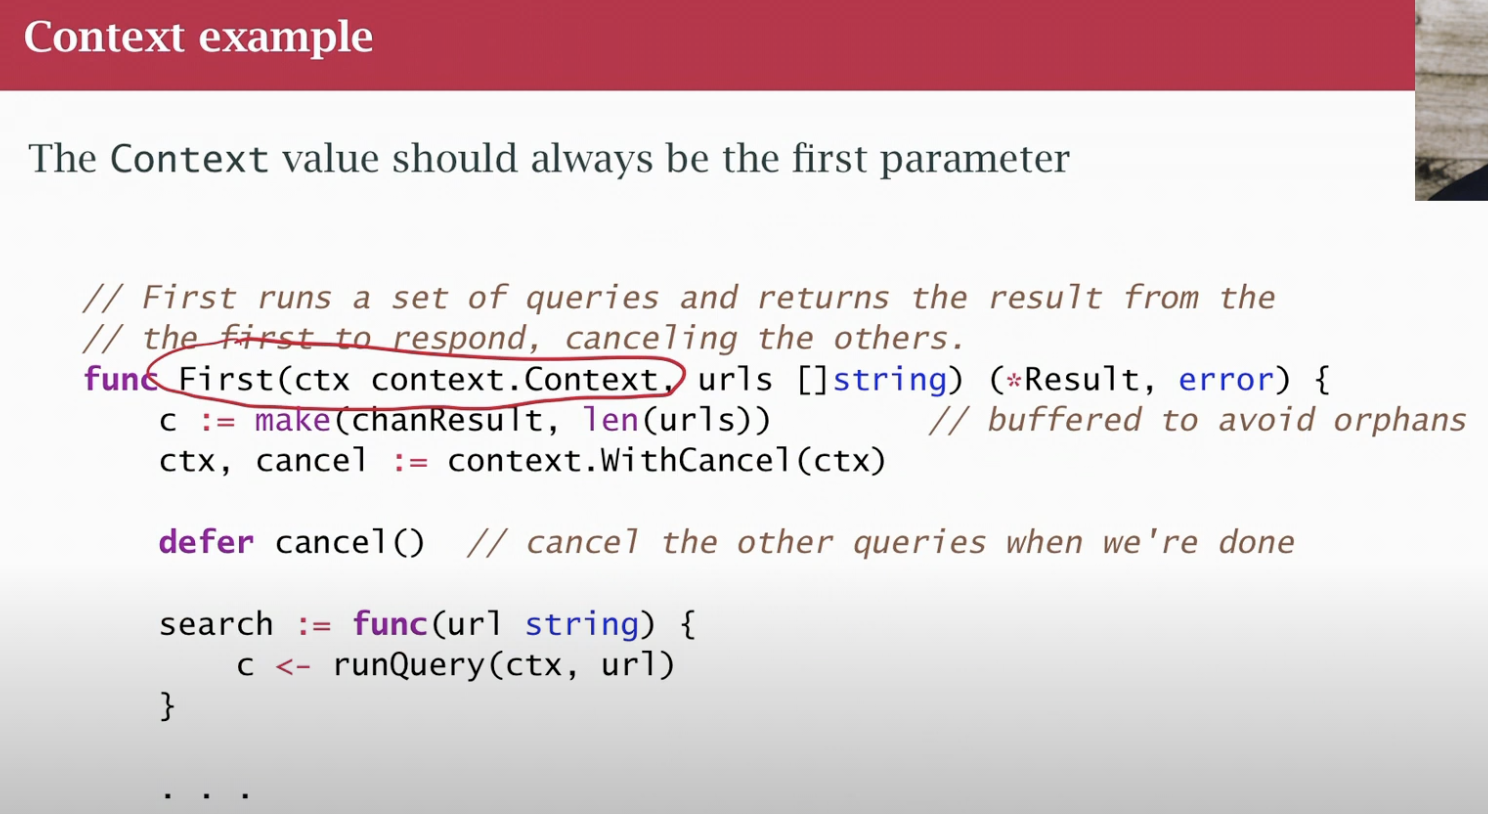 Context example
The Context value should always be the first parameter
// First runs a set of queries and returns the result from the
// the first to respond, canceling the others.
func First(ctx context.Context, urls []string) (*Result, error) {
    c := make(chanResult, len(urls))        // buffered to avoid orphans
    ctx, cancel := context.WithCancel(ctx)
    defer cancel()  // cancel the other queries when we're done
    search := func(url string) {
        c <- runQuery(ctx, url)
    }
    . . .